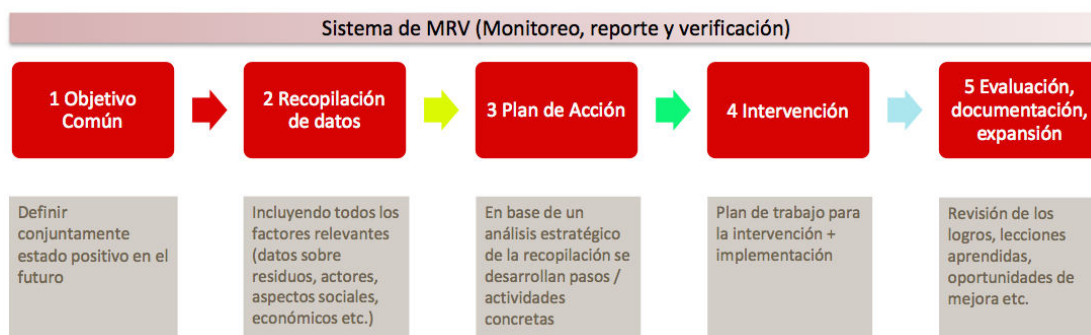 Sistema de MRV (Monitoreo, reporte y verificación)
1 Objetivo
Común
2 Recopilación
de datos
3 Plan de Acción
4 Intervención
5 Evaluación,
documentación,
expansión
Definir
conjuntamente
estado positivo en el
futuro
Incluyendo todos los
factores relevantes
(datos sobre
residuos, actores,
aspectos sociales,
económicos etc.)
En base de un
análisis estratégico
de la recopilación se
desarrollan pasos /
actividades
concretas
Plan de trabajo para
la intervención +
implementación
Revisión de los
logros, lecciones
aprendidas,
oportunidades de
mejora etc.